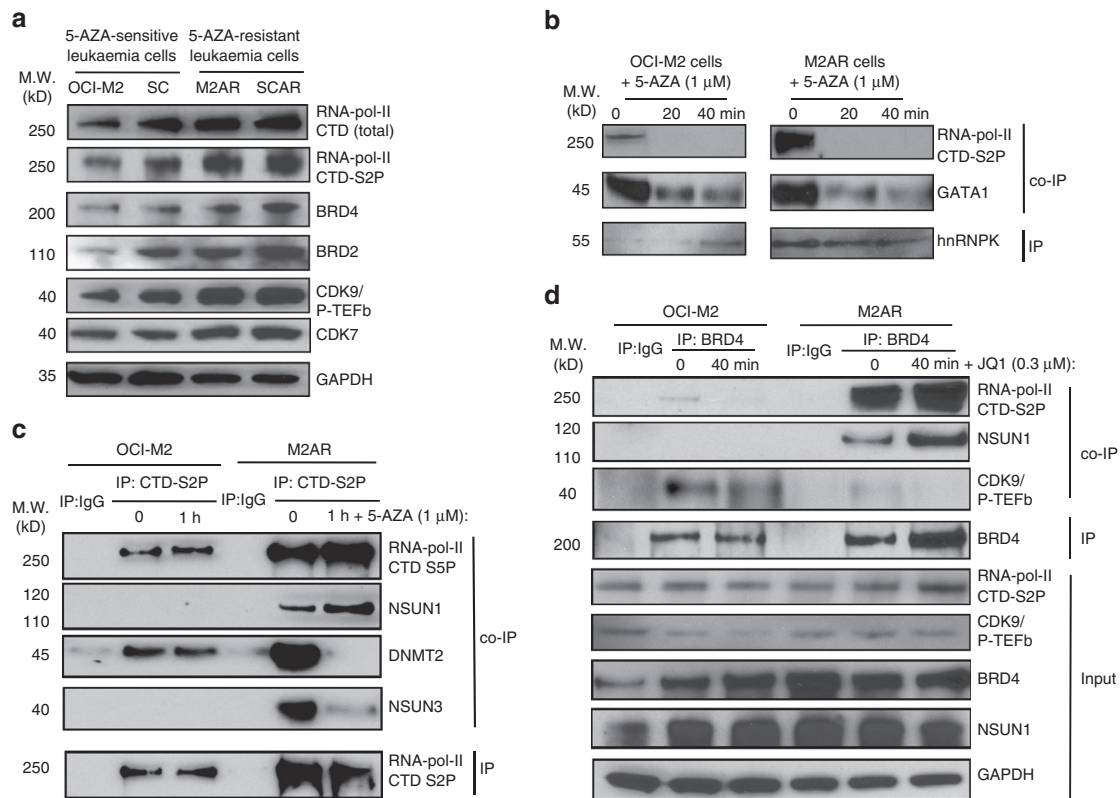 a
5-AZA-sensitive
leukaemia cells
5-AZA-resistant
leukaemia cells
M.W.
(kD)
OCI-M2 SC M2AR SCAR
250
RNA-pol-II
CTD (total)
250
RNA-pol-II
CTD-S2P
200
BRD4
110
BRD2
40
CDK9/
P-TEFb
40
CDK7
35
GAPDH
b
OCI-M2 cells
+ 5-AZA (1 μM)
M2AR cells
+ 5-AZA (1 μM)
M.W.
(kD)
0 20 40 min
0 20 40 min
250
RNA-pol-II
CTD-S2P
45
GATA1
co-IP
55
hnRNPK
IP
c
OCI-M2
M2AR
IP:IgG
IP: CTD-S2P
IP:IgG
IP: CTD-S2P
M.W.
(kD)
0 1 h
0 1 h + 5-AZA (1 μM):
250
RNA-pol-II
CTD S5P
120
110
NSUN1
45
DNMT2
40
NSUN3
co-IP
250
RNA-pol-II
CTD S2P
IP
d
OCI-M2
M2AR
M.W.
(kD)
IP:IgG
IP: BRD4
IP:IgG
IP: BRD4
0 40 min
0 40 min + JQ1 (0.3 μM):
250
RNA-pol-II
CTD-S2P
120
110
NSUN1
40
CDK9/
P-TEFb
co-IP
200
BRD4
IP
RNA-pol-II
CTD-S2P
CDK9/
P-TEFb
BRD4
NSUN1
GAPDH
Input